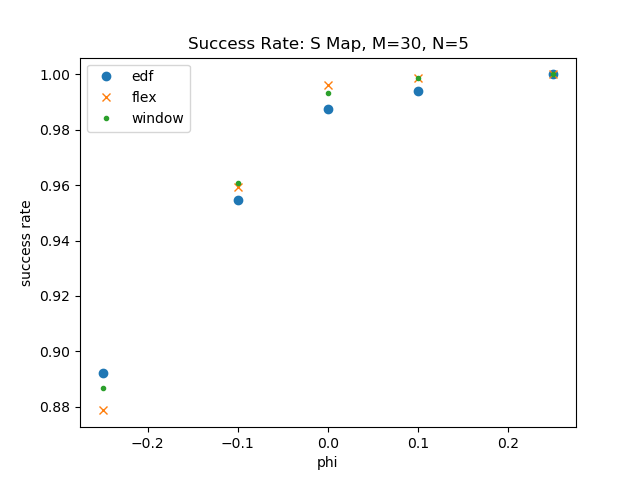 Success Rate: S Map, M=30, N=5
edf
flex
window
success rate
1.00
0.98
0.96
0.94
0.92
0.90
0.88
−0.2 −0.1 0.0 0.1 0.2
phi